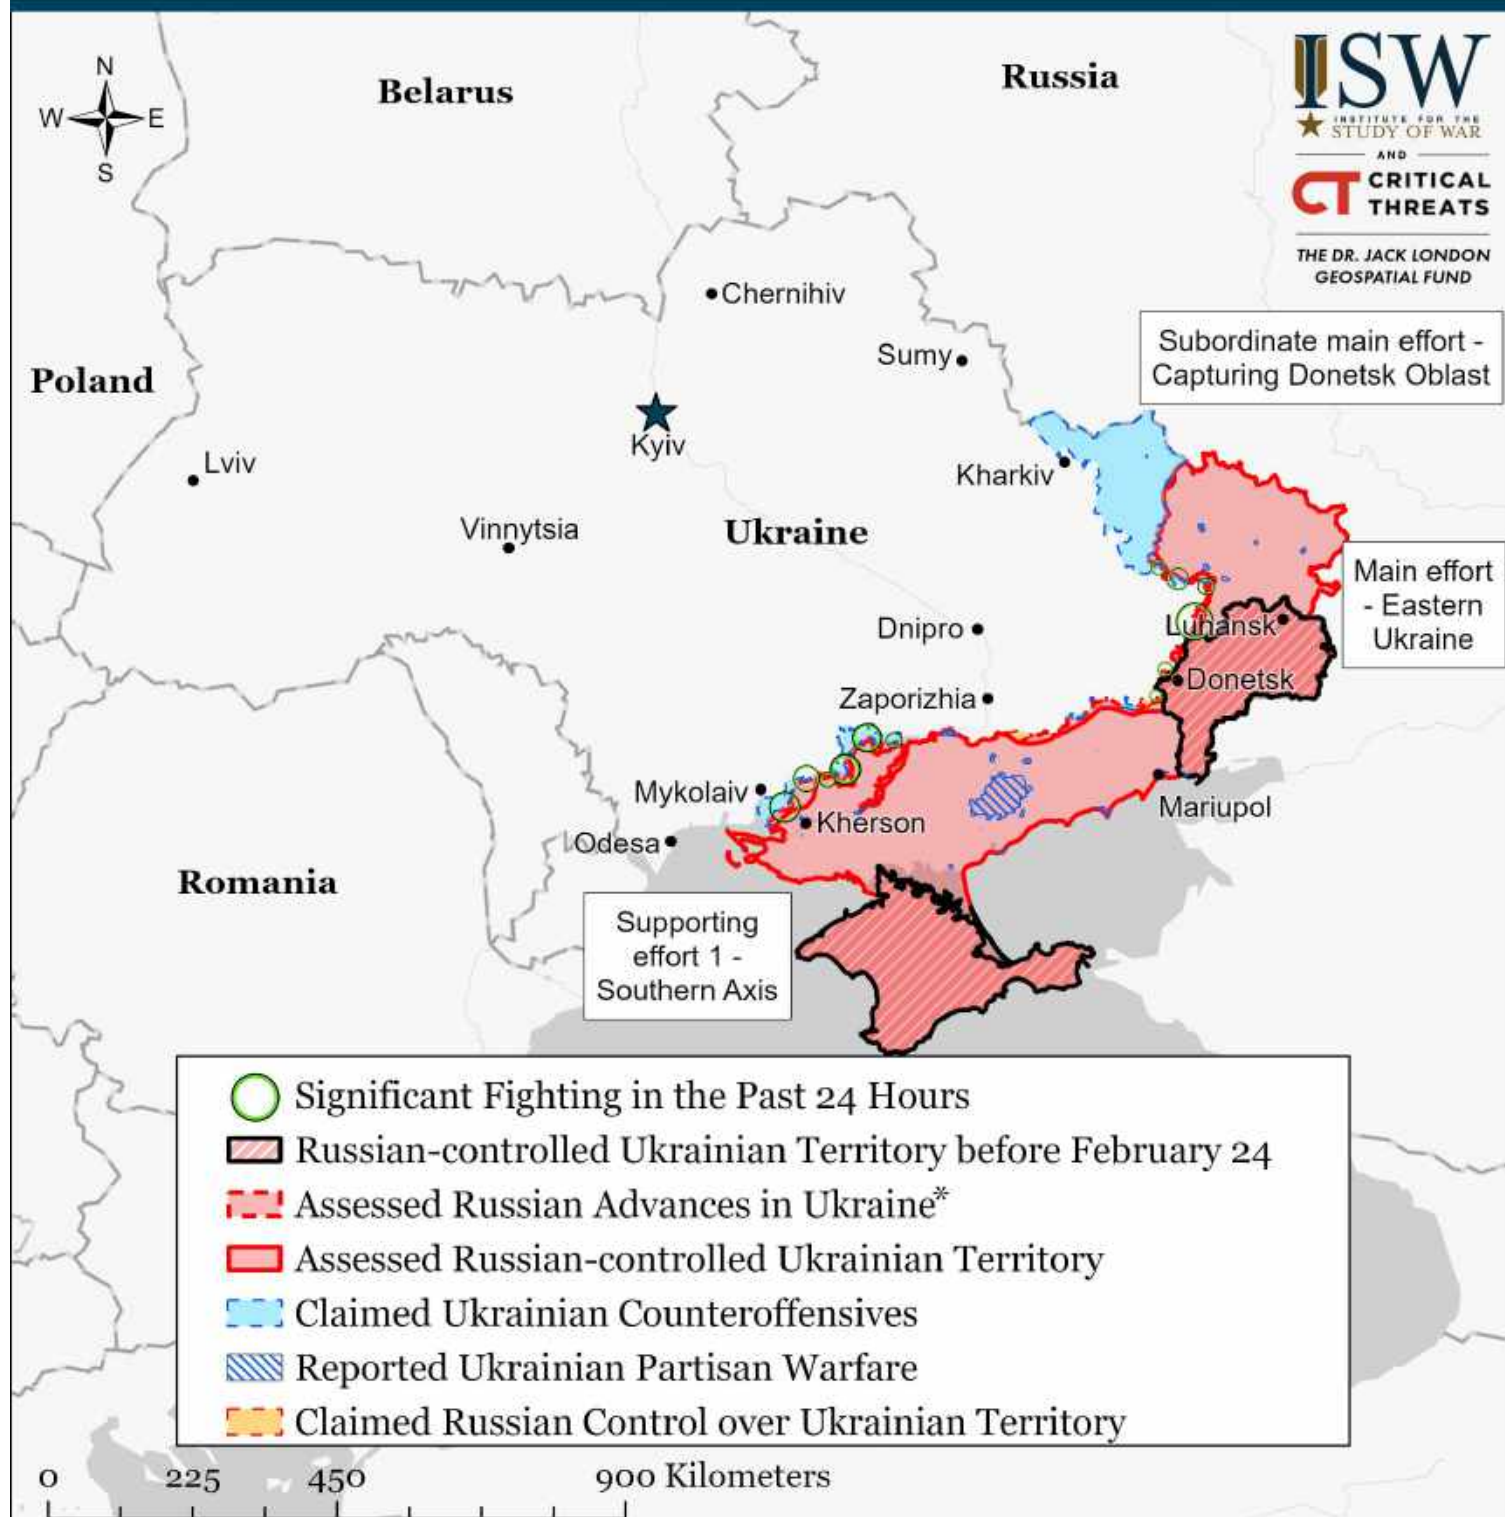 N
W E
S
Belarus
Russia
ISW
INSTITUTE FOR THE
STUDY OF WAR
AND
CT CRITICAL
THREATS
THE DR. JACK LONDON
GEOSPATIAL FUND
Chernihiv
Subordinate main effort -
Capturing Donetsk Oblast
Sumy
Poland
Kyiv
Lviv
Kharkiv
Vinnytsia
Ukraine
Main effort
- Eastern
Ukraine
Dnipro
Luhansk
Donetsk
Zaporizhia
Mykolaiv
Mariupol
Kherson
Odesa
Romania
Supporting
effort 1 -
Southern Axis
Significant Fighting in the Past 24 Hours
Russian-controlled Ukrainian Territory before February 24
Assessed Russian Advances in Ukraine*
Assessed Russian-controlled Ukrainian Territory
Claimed Ukrainian Counteroffensives
Reported Ukrainian Partisan Warfare
Claimed Russian Control over Ukrainian Territory
0 225 450 900 Kilometers